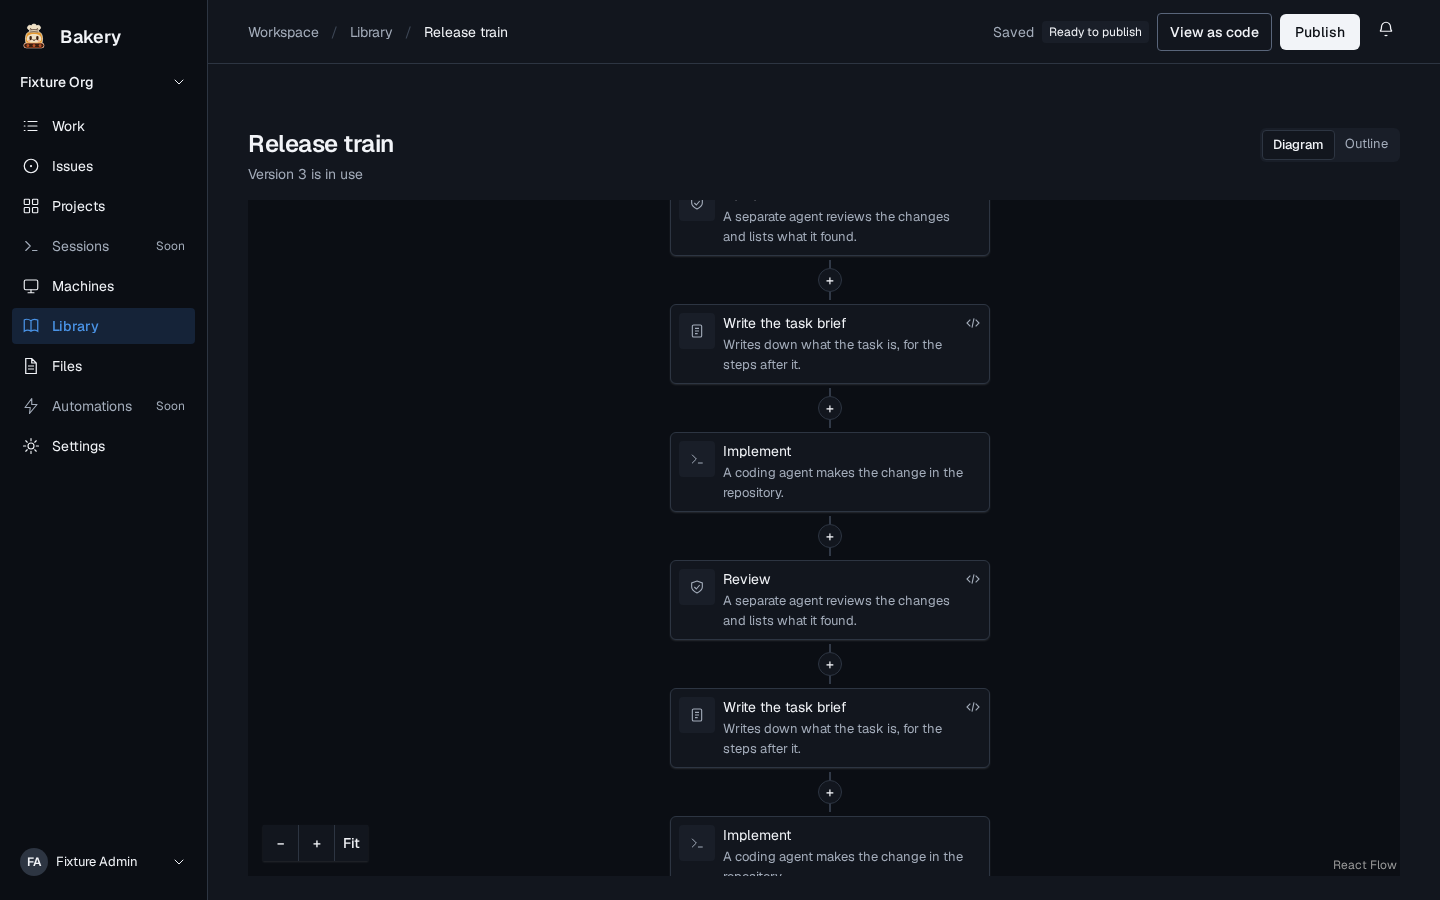 Bakery
Fixture Org
Work
Issues
Projects
Sessions Soon
Machines
Library
Files
Automations Soon
Settings
FA Fixture Admin
Workspace / Library / Release train
Saved Ready to publish View as code Publish
Release train
Version 3 is in use
Diagram Outline
A separate agent reviews the changes
and lists what it found.
+
Write the task brief
Writes down what the task is, for the
steps after it.
+
Implement
A coding agent makes the change in the
repository.
+
Review
A separate agent reviews the changes
and lists what it found.
+
Write the task brief
Writes down what the task is, for the
steps after it.
+
Implement
A coding agent makes the change in the
repository.
− + Fit
React Flow